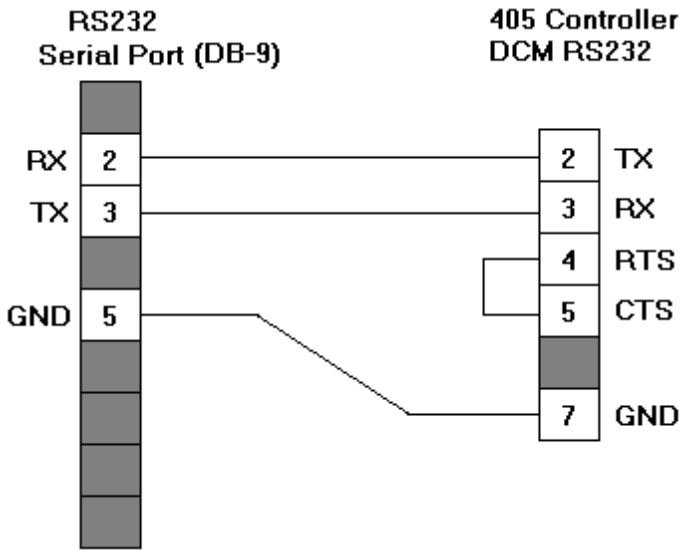 RS232
Serial Port (DB-9)
405 Controller
DCM RS232
RX 2 2 TX
TX 3 3 RX
4 RTS
GND 5 5 CTS
7 GND